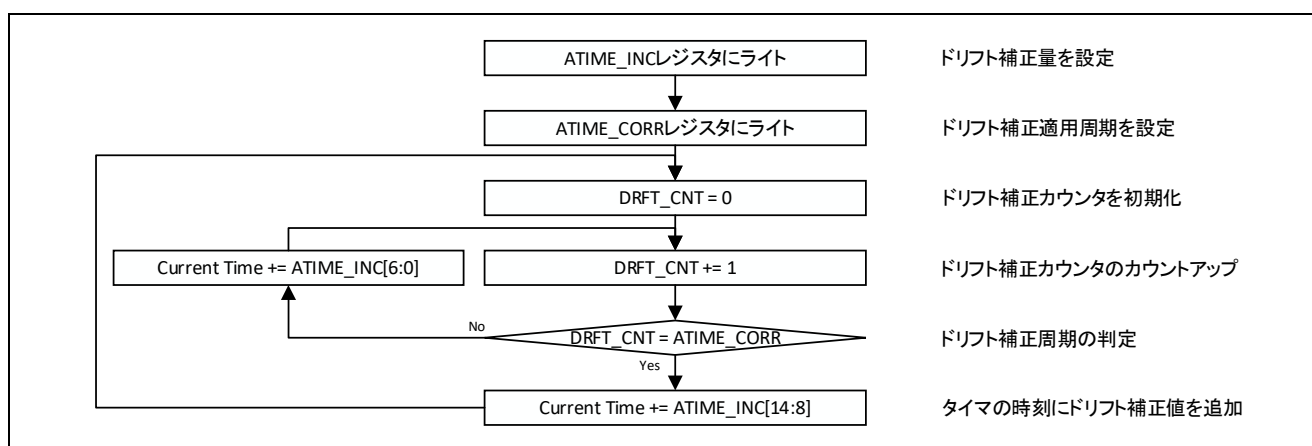 ATIME_INCレジスタにライト ドリフト補正量を設定
ATIME_CORRレジスタにライト ドリフト補正適用周期を設定
DRFT_CNT = 0 ドリフト補正カウンタを初期化
Current Time += ATIME_INC[6:0] DRFT_CNT += 1 ドリフト補正カウンタのカウントアップ
No DRFT_CNT = ATIME_CORR ドリフト補正周期の判定
Yes
Current Time += ATIME_INC[14:8] タイマの時刻にドリフト補正値を追加